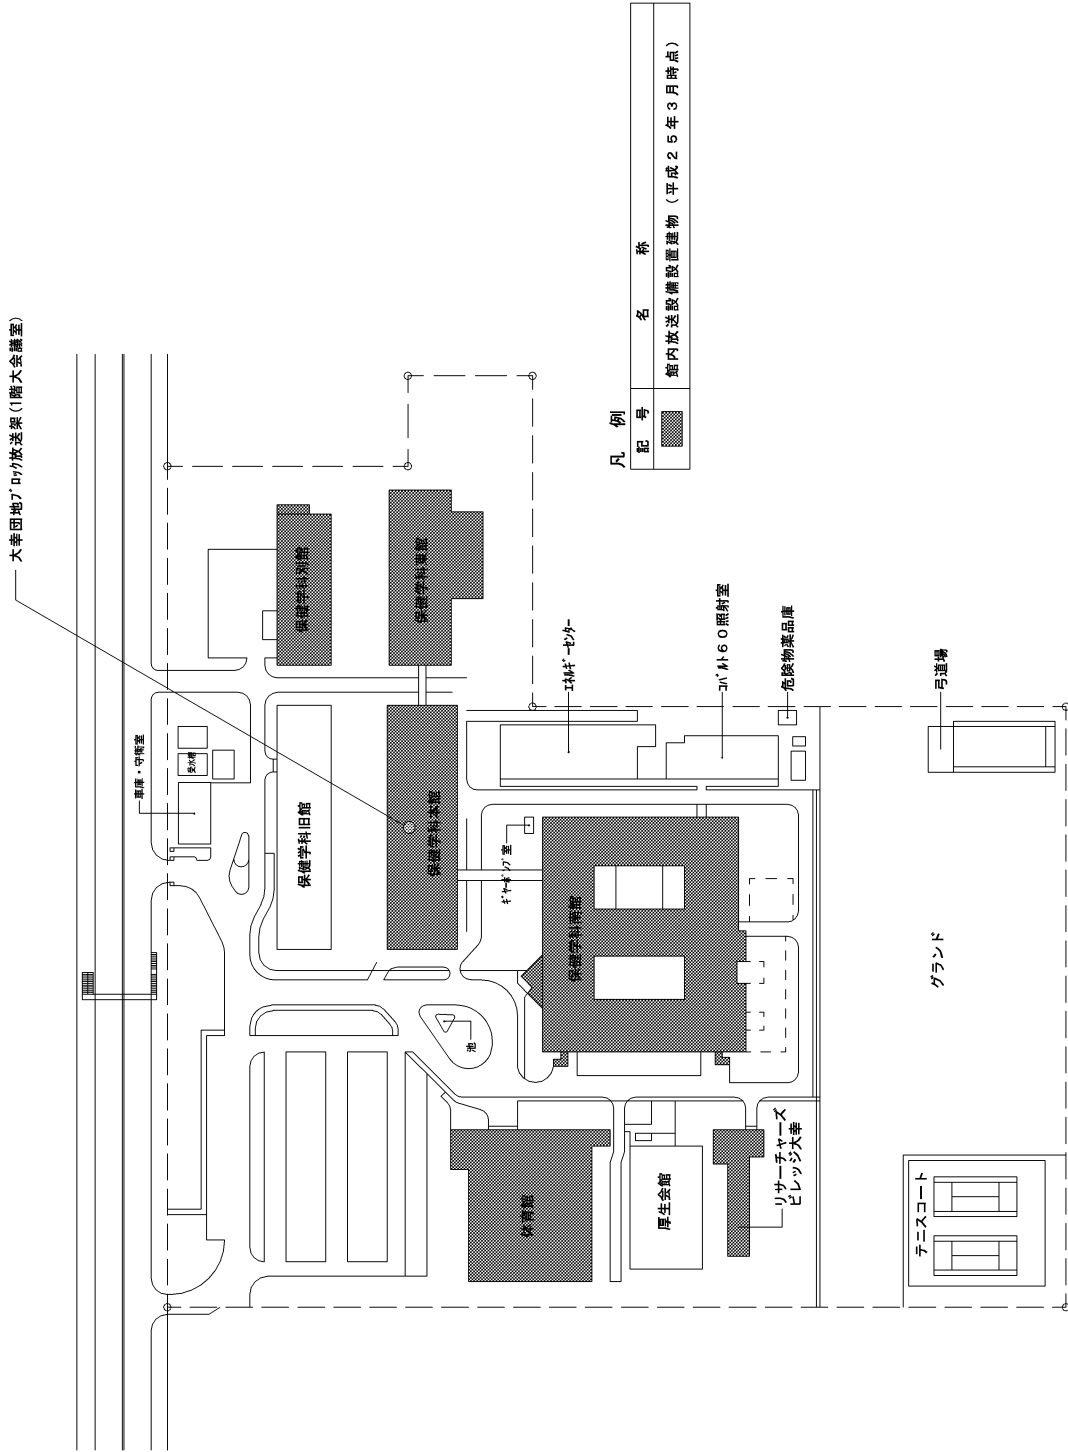 大幸団地ﾌﾞﾛｯｸ放送架(1階大会議室)
凡　例
記　号
名　称
館内放送設備設置建物（平成２５年３月時点）
車庫・守衛室
受水槽
保健学科別館
保健学科東館
保健学科旧館
保健学科本館
ｷﾞﾔｰﾎﾟﾝﾌﾟ室
保健学科南館
ｴﾈﾙｷﾞｰｾﾝﾀｰ
ｺﾊﾞﾙﾄ６０照射室
危険物薬品庫
弓道場
池
体育館
厚生会館
リサーチャーズ
ビレッジ大幸
グランド
テニスコート